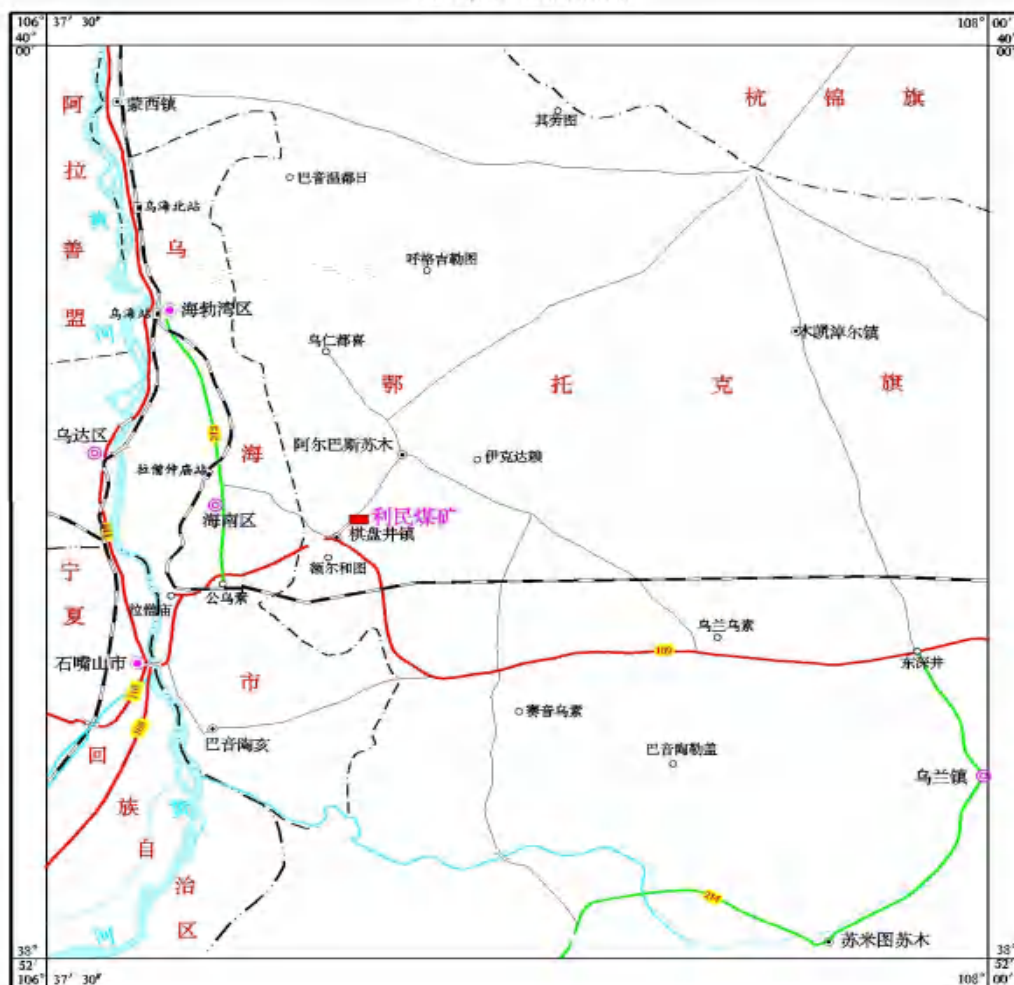 106° 37′ 30″
108° 00′
40° 00′
40° 00′
杭锦旗
阿拉善盟
蒙西镇
其劳图
巴音温都日
乌海北站
黄河
乌海市
呼格吉勒图
乌海站
海勃湾区
乌仁都喜
木凯淖尔镇
鄂托克旗
乌达区
阿尔巴斯苏木
伊克达赖
拉僧仲庙站
海南区
利民煤矿
棋盘井镇
额尔和图
宁夏回族自治区
拉僧庙
公乌素
乌兰乌素
109
东深井
石嘴山市
赛音乌素
巴音陶亥
巴音陶勒盖
乌兰镇
黄河
苏米图苏木
38° 52′
38° 52′
106° 37′ 30″
108° 00′